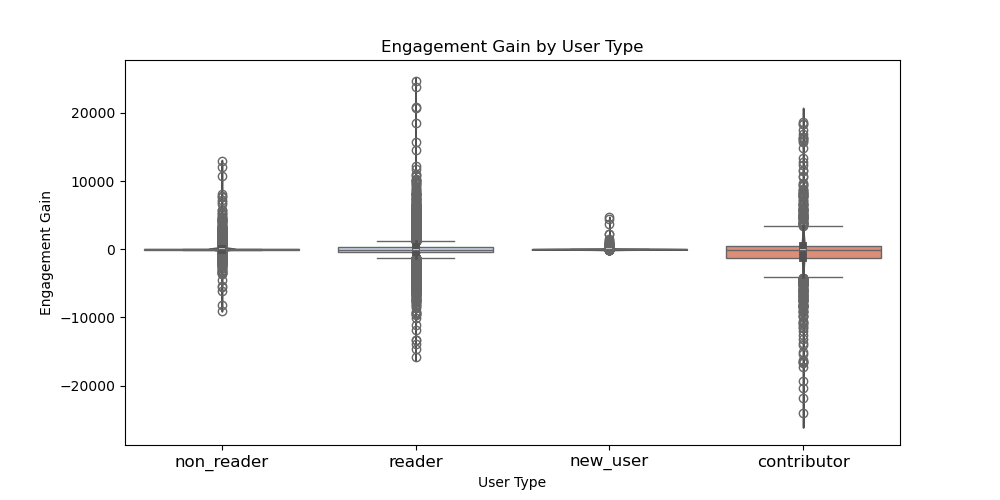 Engagement Gain by User Type
20000
10000
0
−10000
−20000
Engagement Gain
non_reader
reader
new_user
contributor
User Type